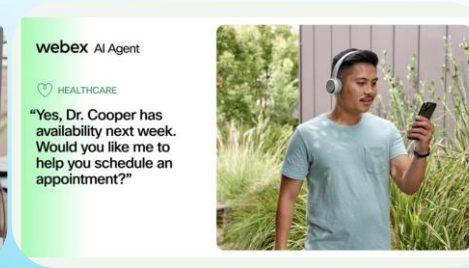 webex AI Agent
HEALTHCARE
“Yes, Dr. Cooper has
availability next week.
Would you like me to
help you schedule an
appointment?”